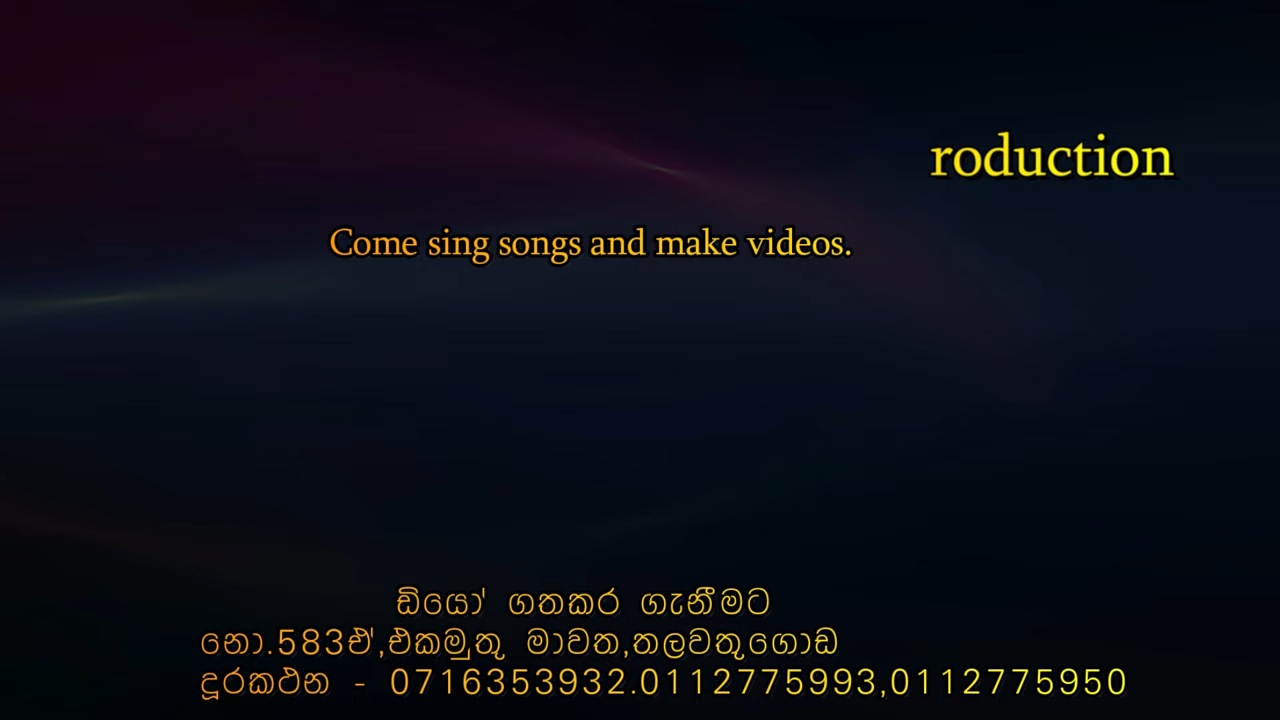 roduction
Come sing songs and make videos.
ඩියෝ ගතකර ගැනීමට
නො.583ඒ,එකමුතු මාවත,තලවතුගොඩ
දූරකථන - 0716353932.0112775993,0112775950